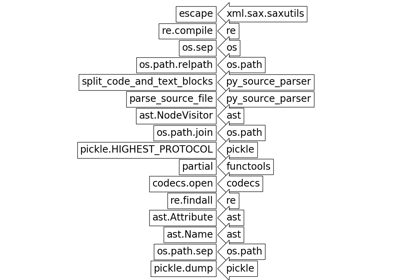 escape xml.sax.saxutils
re.compile re
os.sep os
os.path.relpath os.path
split_code_and_text_blocks py_source_parser
parse_source_file py_source_parser
ast.NodeVisitor ast
os.path.join os.path
pickle.HIGHEST_PROTOCOL pickle
partial functools
codecs.open codecs
re.findall re
ast.Attribute ast
ast.Name ast
os.path.sep os.path
pickle.dump pickle